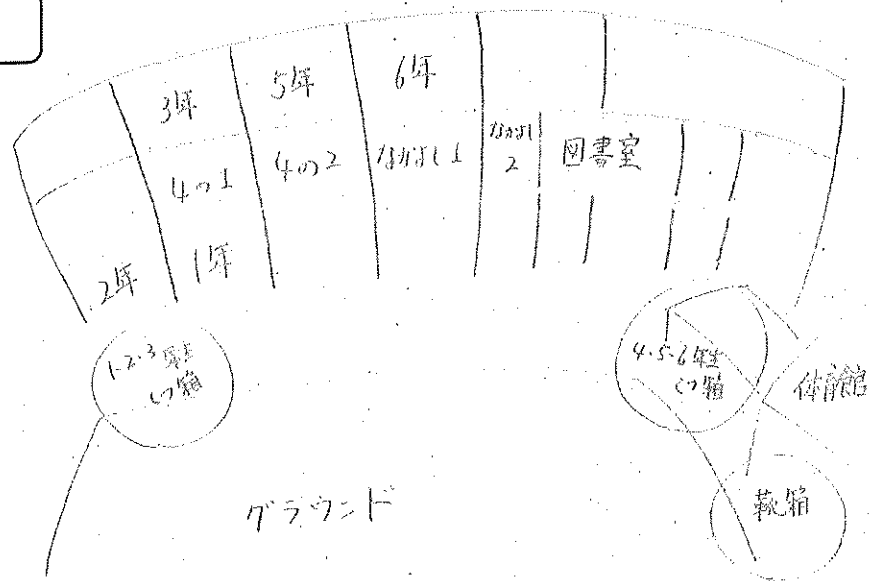 3年
5年
6年
4の1
4の2
なかよし1
なかよし
2
図書室
2年
1年
1・2・3年生
くつ箱
4・5・6年生
くつ箱
体育館
グラウンド
靴箱